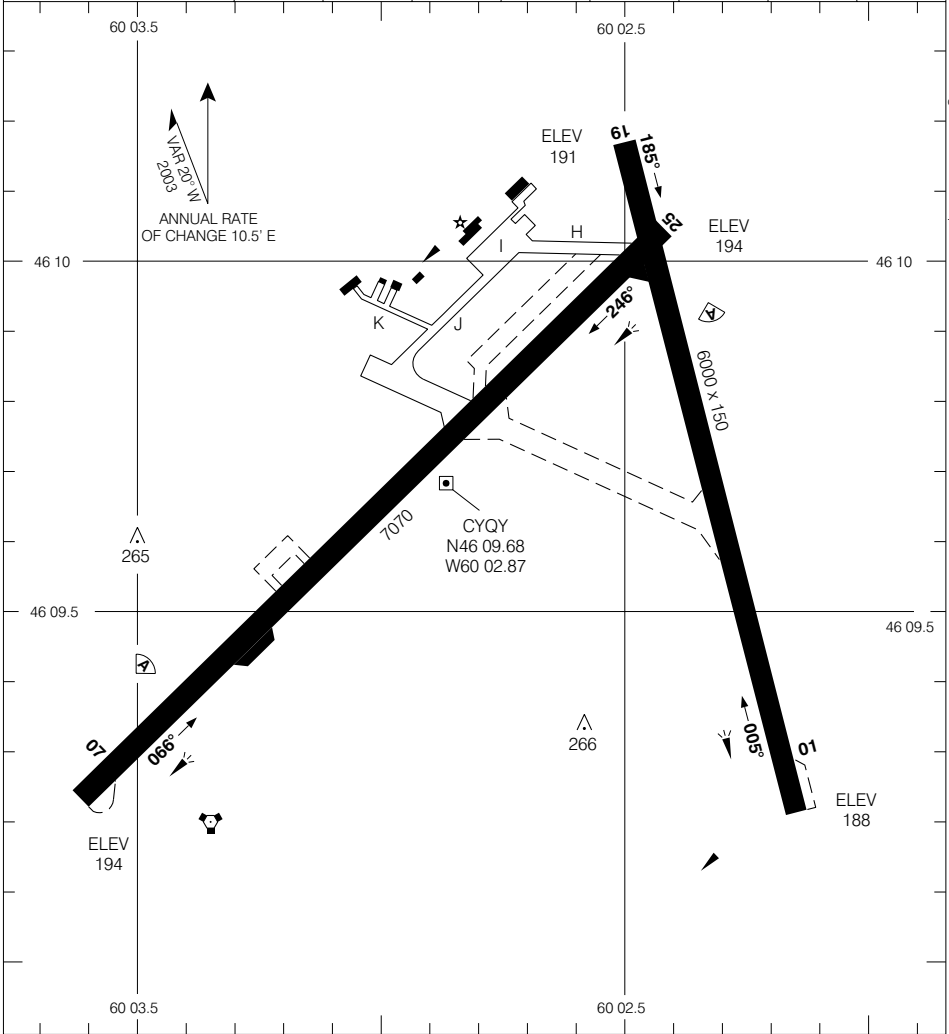 60 03.5
60 02.5
VAR 20° W
2003
ANNUAL RATE
OF CHANGE 10.5' E
ELEV
191
19
185°
25
ELEV
194
H
I
46 10
46 10
246°
A
K
J
6000 x 150
7070
CYQY
N46 09.68
W60 02.87
265
46 09.5
46 09.5
A
07
066°
266
005°
01
ELEV
188
ELEV
194
60 03.5
60 02.5